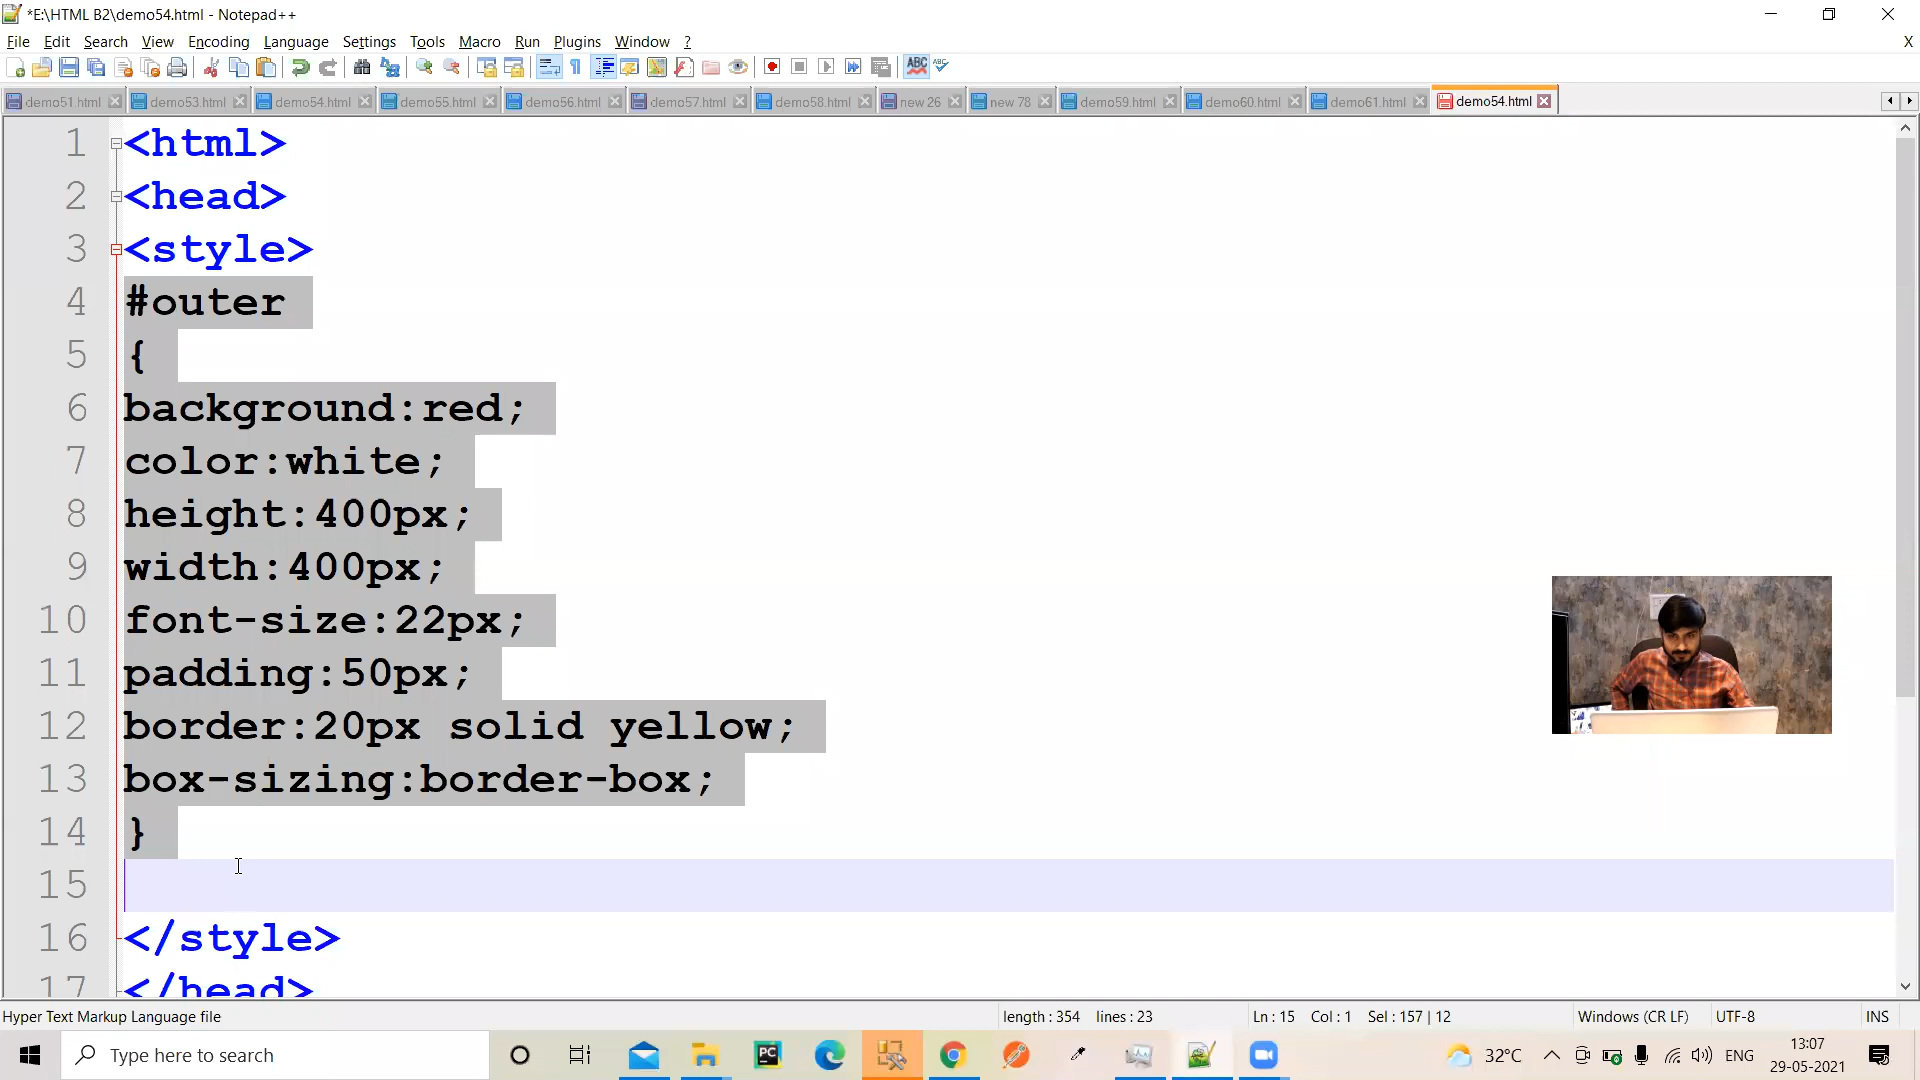 *E:\HTML B2\demo54.html - Notepad++
File Edit Search View Encoding Language Settings Tools Macro Run Plugins Window ? X
demo51.html demo53.html demo54.html demo55.html demo56.html demo57.html demo58.html new 26 new 78 demo59.html demo60.html demo61.html demo54.html
1 <html>
2 <head>
3 <style>
4 #outer
5 {
6 background:red;
7 color:white;
8 height:400px;
9 width:400px;
10 font-size:22px;
11 padding:50px;
12 border:20px solid yellow;
13 box-sizing:border-box;
14 }
15
16 </style>
17 </head>
Hyper Text Markup Language file length : 354 lines : 23 Ln : 15 Col : 1 Sel : 157 | 12 Windows (CR LF) UTF-8 INS
Type here to search 32°C ENG 13:07
29-05-2021